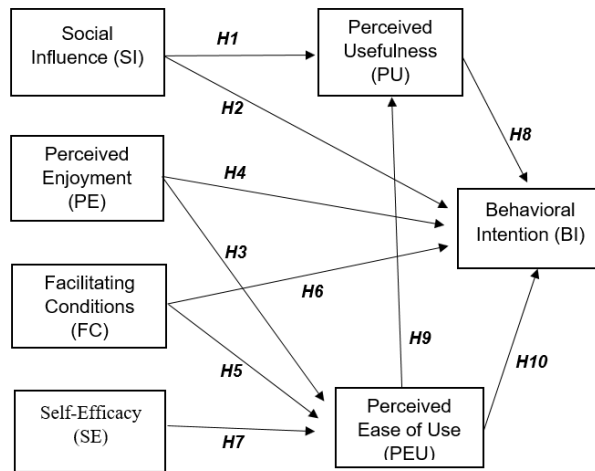 Social
Influence (SI)
H1
Perceived
Usefulness
(PU)
H2
H8
Perceived
Enjoyment
(PE)
H4
Behavioral
Intention (BI)
H3
Facilitating
Conditions
(FC)
H6
H5
H9
H10
Self-Efficacy
(SE)
H7
Perceived
Ease of Use
(PEU)